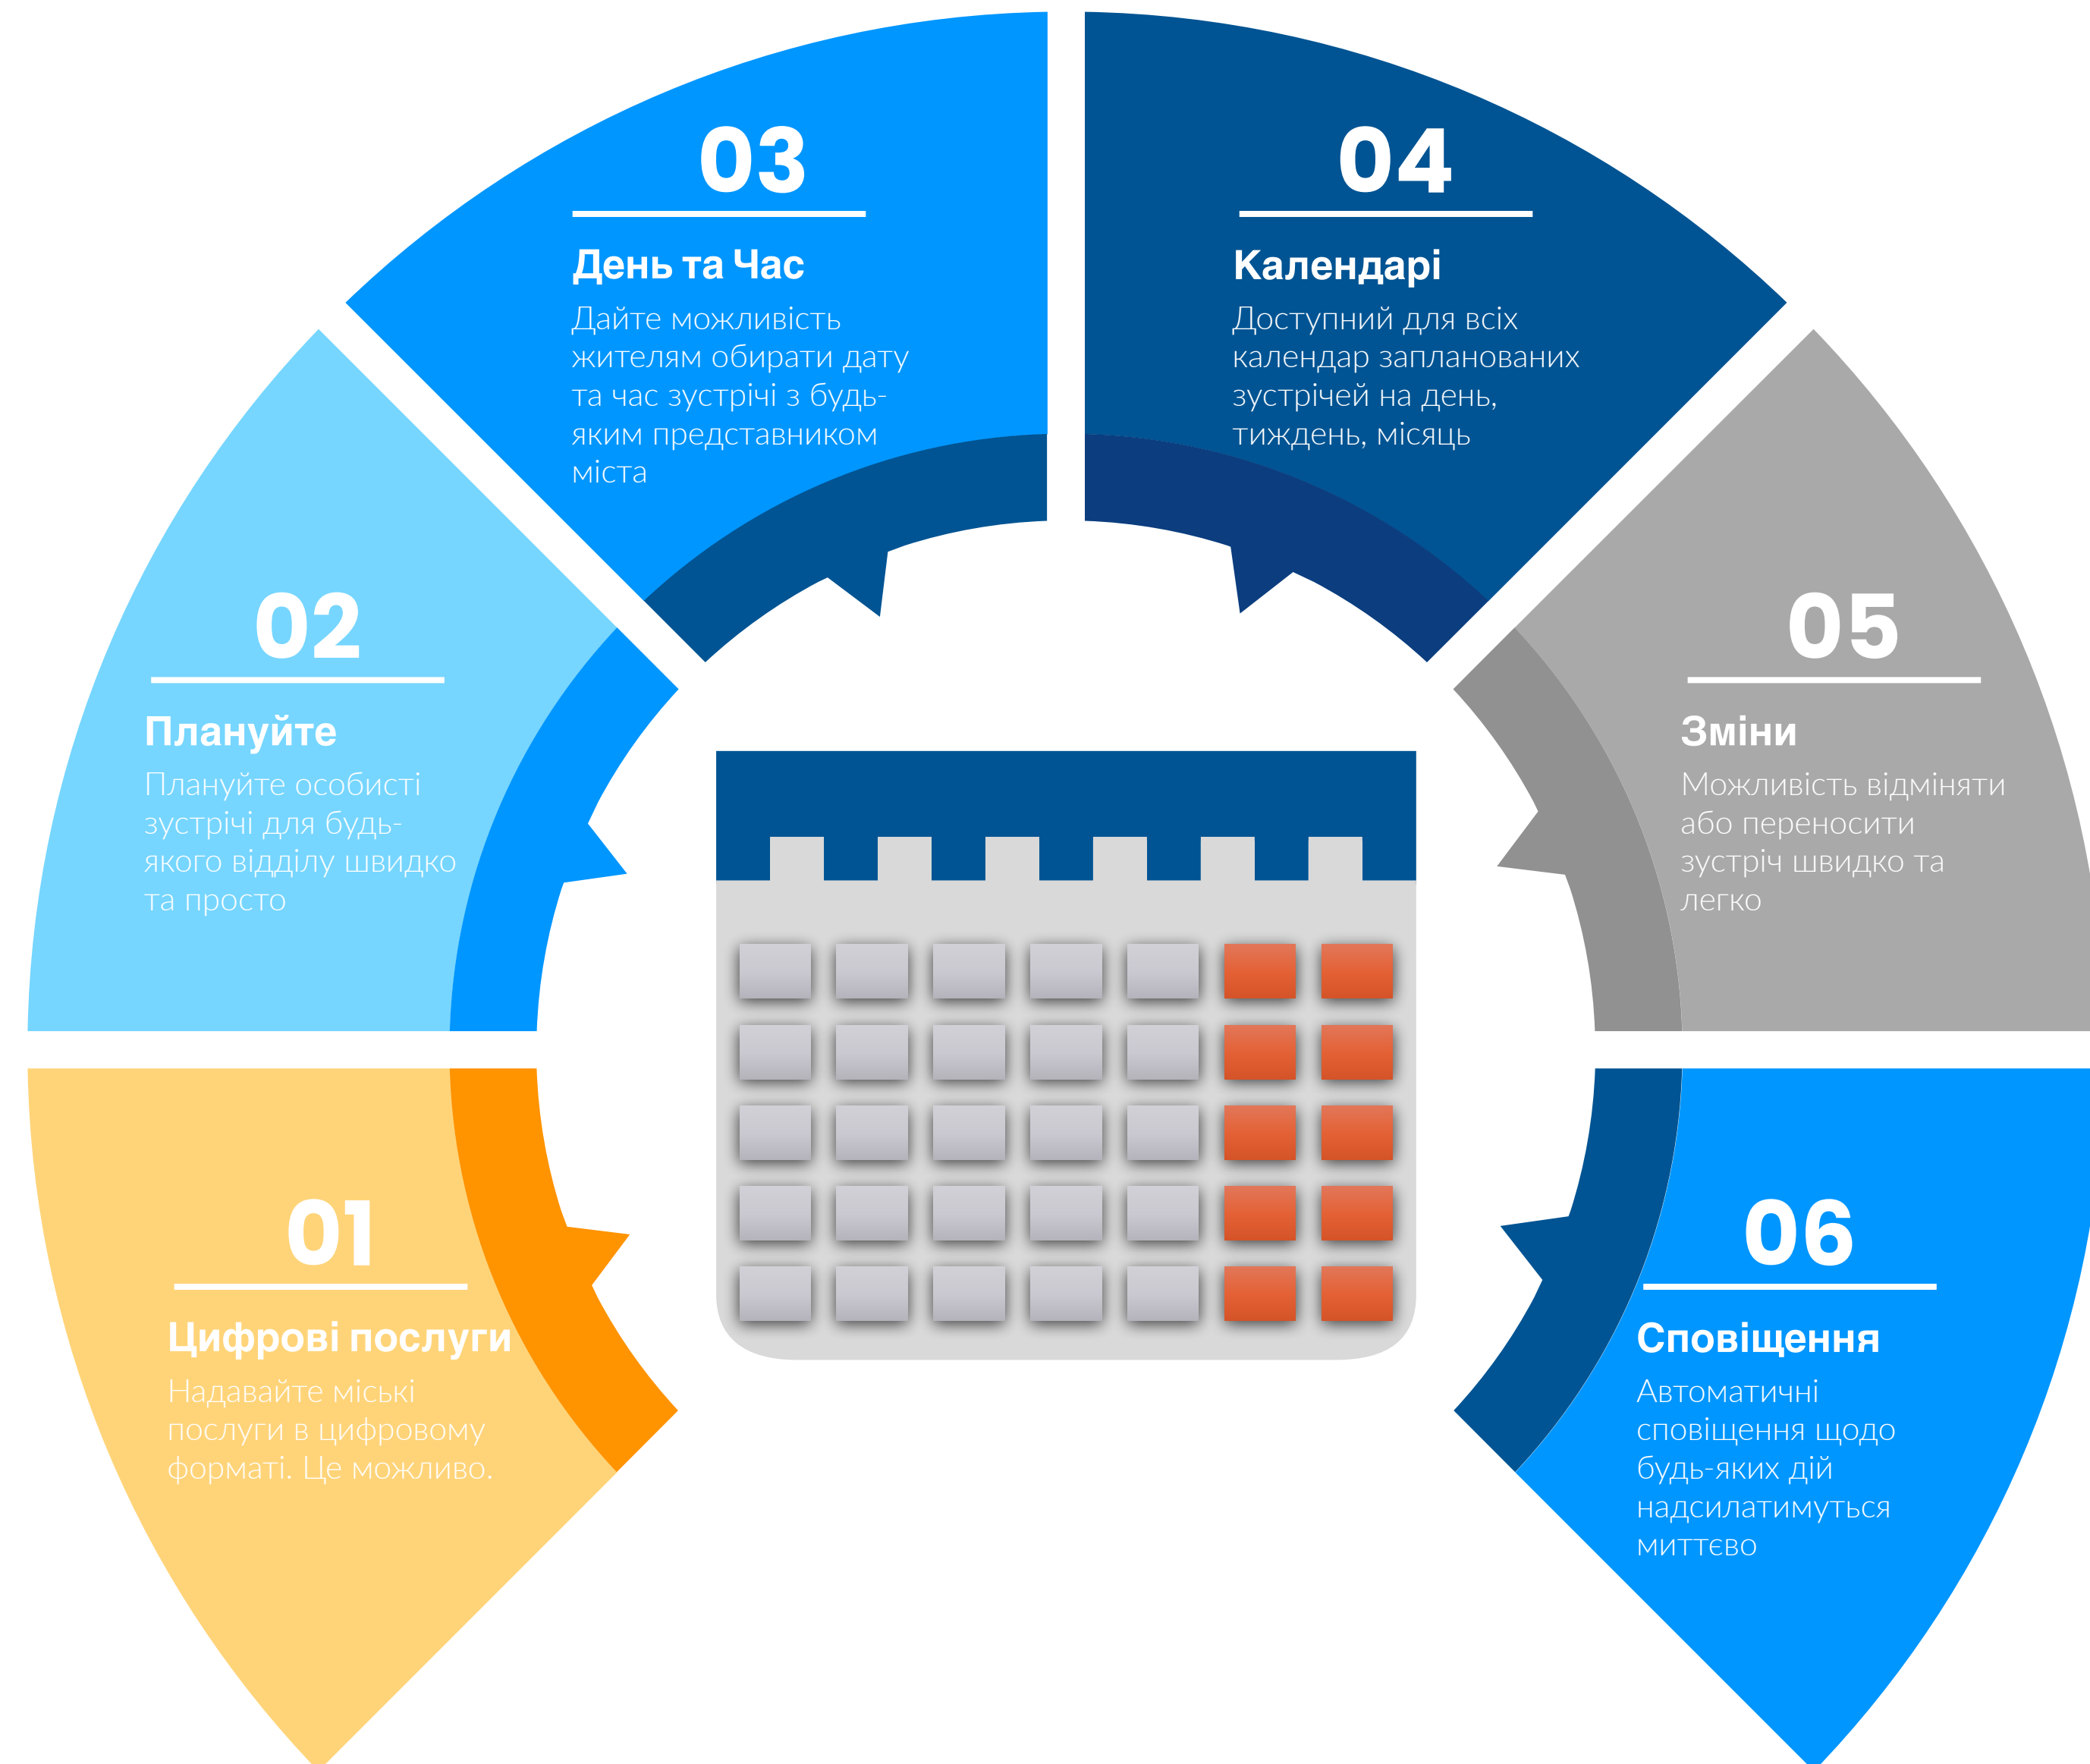 01
Цифрові послуги
Надавайте міські
послуги в цифровому
форматі. Це можливо.
02
Плануйте
Плануйте особисті
зустрічі для будь-
якого відділу швидко
та просто
03
День та Час
Дайте можливість
жителям обирати дату
та час зустрічі з будь-
яким представником
міста
04
Календарі
Доступний для всіх
календар запланованих
зустрічей на день,
тиждень, місяць
05
Зміни
Можливість відміняти
або переносити
зустріч швидко та
легко
06
Сповіщення
Автоматичні
сповіщення щодо
будь-яких дій
надсилатимуться
миттєво